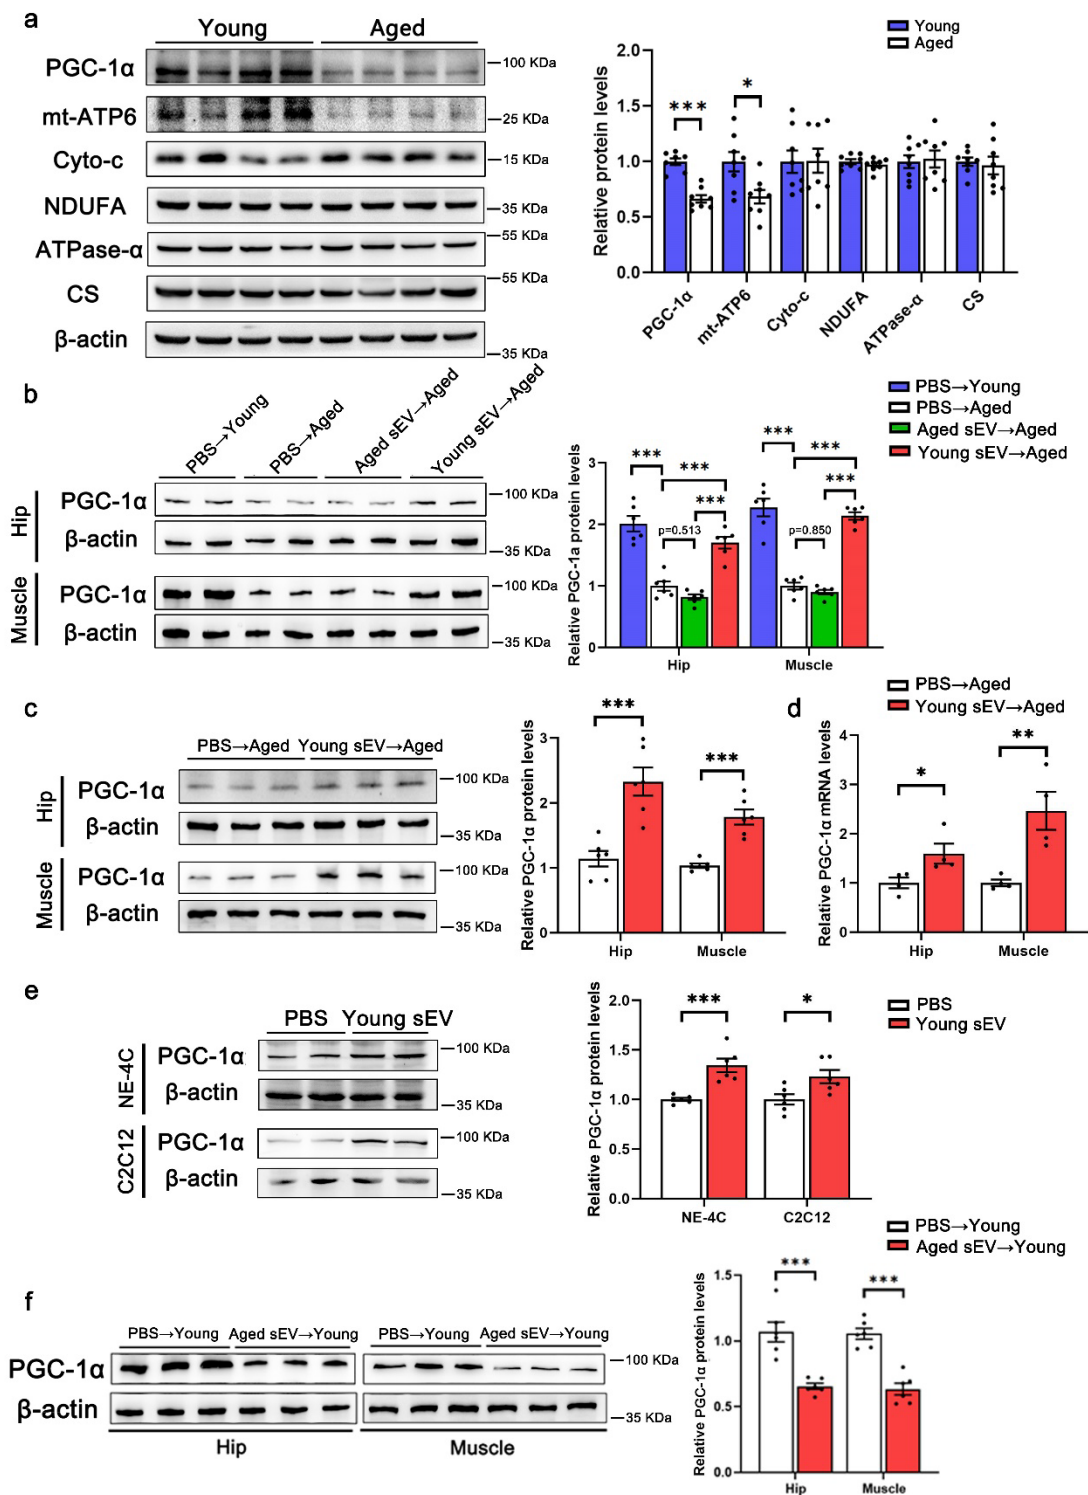 a
Young Aged
PGC-1α
100 KDa
mt-ATP6
25 KDa
Cyto-c
15 KDa
NDUFA
35 KDa
ATPase-α
55 KDa
CS
55 KDa
β-actin
35 KDa
Young
Aged
Relative protein levels
2.0
1.5
1.0
0.5
0.0
***
*
PGC-1α
mt-ATP6
Cyto-c
NDUFA
ATPase-α
CS
b
PBS→Young
PBS→Aged
Aged sEV→Aged
Young sEV→Aged
Hip
PGC-1α
100 KDa
β-actin
35 KDa
Muscle
PGC-1α
100 KDa
β-actin
35 KDa
PBS→Young
PBS→Aged
Aged sEV→Aged
Young sEV→Aged
Relative PGC-1a protein levels
3
2
1
0
***
***
***
p=0.513
***
***
***
p=0.850
Hip
Muscle
c
PBS→Aged Young sEV→Aged
Hip
PGC-1α
100 KDa
β-actin
35 KDa
Muscle
PGC-1α
100 KDa
β-actin
35 KDa
Relative PGC-1α protein levels
3
2
1
0
***
***
Hip
Muscle
d
PBS→Aged
Young sEV→Aged
Relative PGC-1α mRNA levels
4
3
2
1
0
*
**
Hip
Muscle
e
PBS Young sEV
NE-4C
PGC-1α
100 KDa
β-actin
35 KDa
C2C12
PGC-1α
100 KDa
β-actin
35 KDa
PBS
Young sEV
Relative PGC-1α protein levels
2.0
1.5
1.0
0.5
0.0
***
*
NE-4C
C2C12
f
PBS→Young Aged sEV→Young PBS→Young Aged sEV→Young
PGC-1α
100 KDa
β-actin
35 KDa
Hip
Muscle
PBS→Young
Aged sEV→Young
Relative PGC-1α protein levels
1.5
1.0
0.5
0.0
***
***
Hip
Muscle